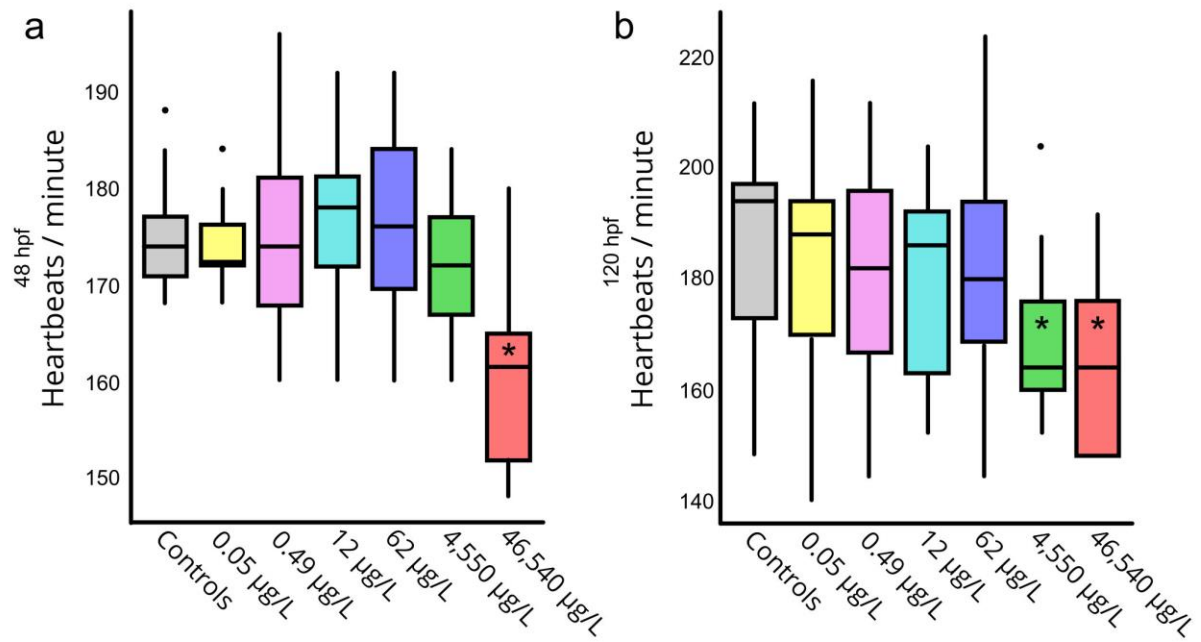 a
48 hpf
Heartbeats / minute
190
180
170
160
150
*
Controls
0.05 µg/L
0.49 µg/L
12 µg/L
62 µg/L
4,550 µg/L
46,540 µg/L
b
120 hpf
Heartbeats / minute
220
200
180
160
140
*
*
Controls
0.05 µg/L
0.49 µg/L
12 µg/L
62 µg/L
4,550 µg/L
46,540 µg/L